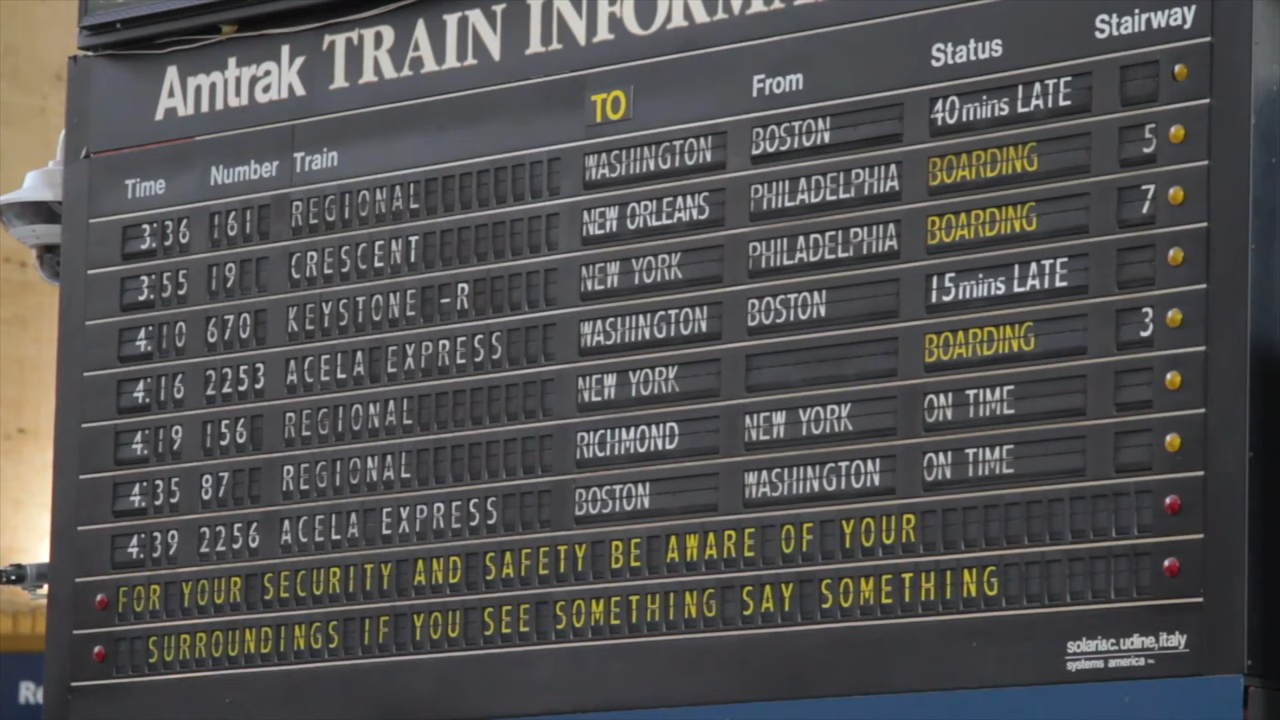 Amtrak TRAIN INFORMA
Time Number Train TO From Status Stairway
3:36 161 REGIONAL WASHINGTON BOSTON 40mins LATE
3:55 19 CRESCENT NEW ORLEANS PHILADELPHIA BOARDING 5
4:10 670 KEYSTONE -R NEW YORK PHILADELPHIA BOARDING 7
4:16 2253 ACELA EXPRESS WASHINGTON BOSTON 15mins LATE
4:19 156 REGIONAL NEW YORK BOARDING 3
4:35 87 REGIONAL RICHMOND NEW YORK ON TIME
4:39 2256 ACELA EXPRESS BOSTON WASHINGTON ON TIME
FOR YOUR SECURITY AND SAFETY BE AWARE OF YOUR
SURROUNDINGS IF YOU SEE SOMETHING SAY SOMETHING
solari&c. udine, italy
systems america
Re